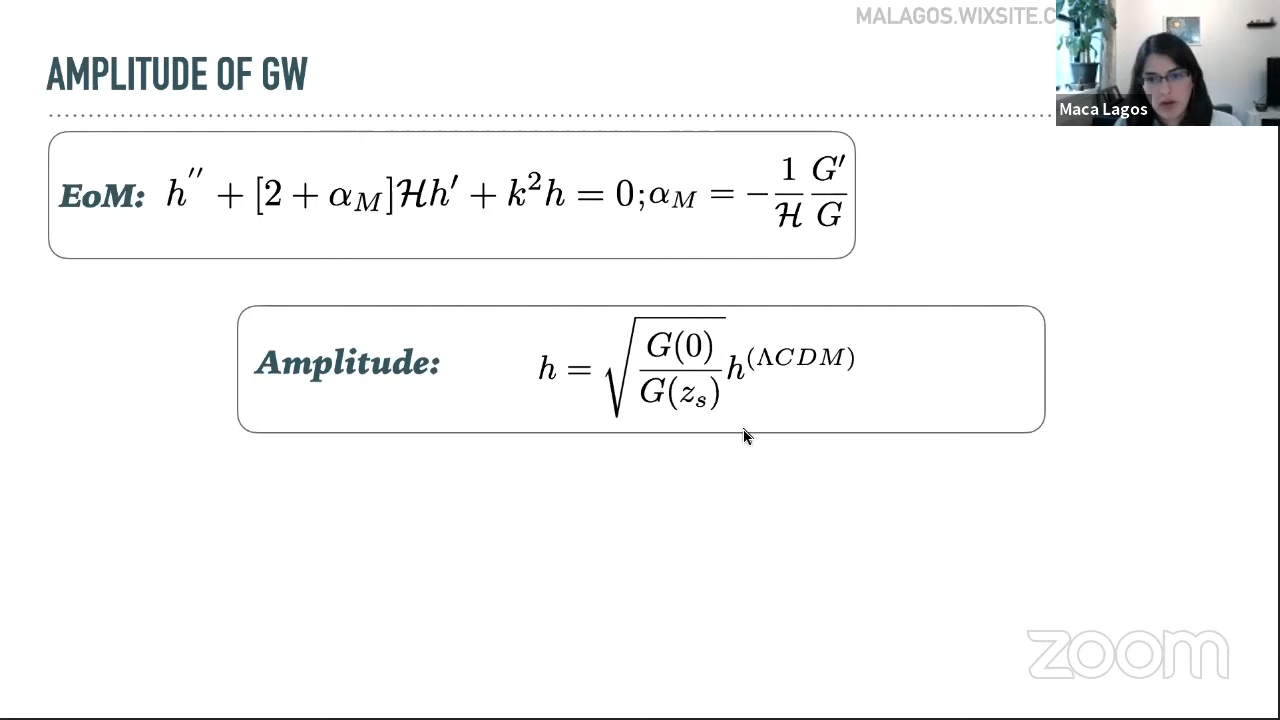 MALAGOS.WIXSITE.C
AMPLITUDE OF GW
Maca Lagos
EoM: h′′ + [2 + α_M]ℋh′ + k²h = 0; α_M = −(1/ℋ)(G′/G)
Amplitude: h = √(G(0)/G(z_s)) h^(ΛCDM)
zoom